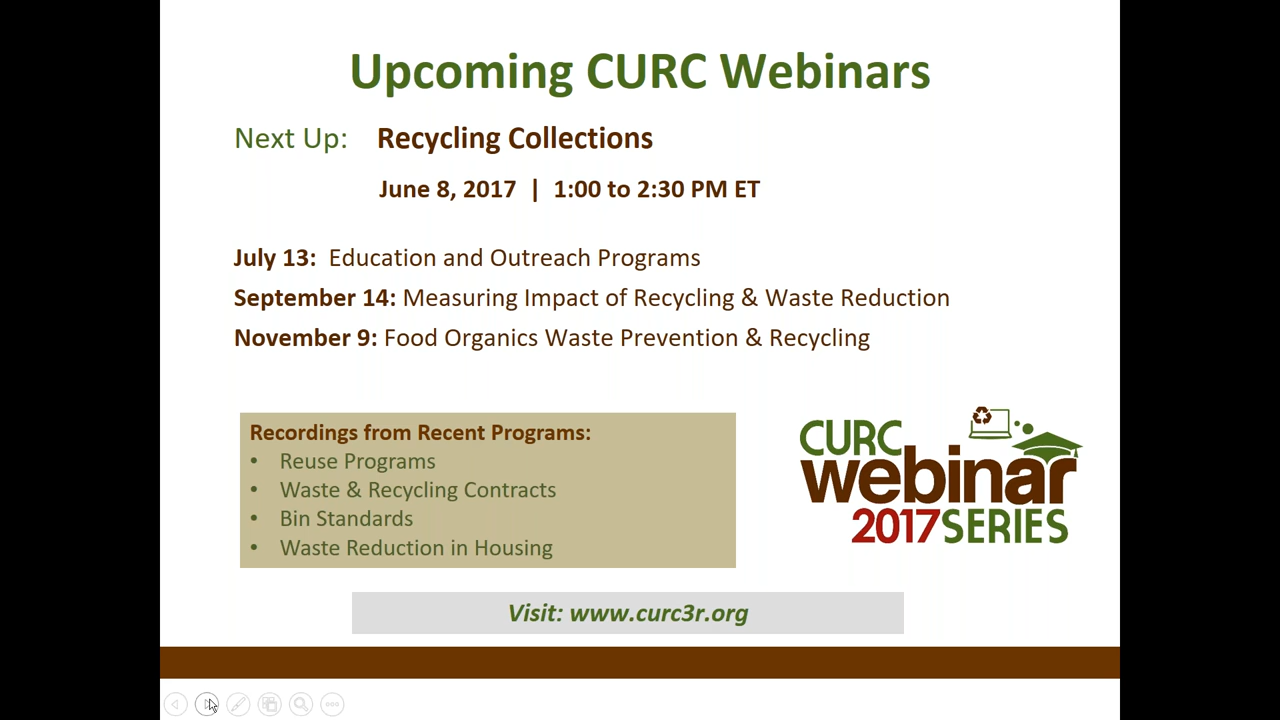 Upcoming CURC Webinars
Next Up: Recycling Collections
June 8, 2017 | 1:00 to 2:30 PM ET
July 13: Education and Outreach Programs
September 14: Measuring Impact of Recycling & Waste Reduction
November 9: Food Organics Waste Prevention & Recycling
Recordings from Recent Programs:
• Reuse Programs
• Waste & Recycling Contracts
• Bin Standards
• Waste Reduction in Housing
CURC
webinar
2017 SERIES
Visit: www.curc3r.org